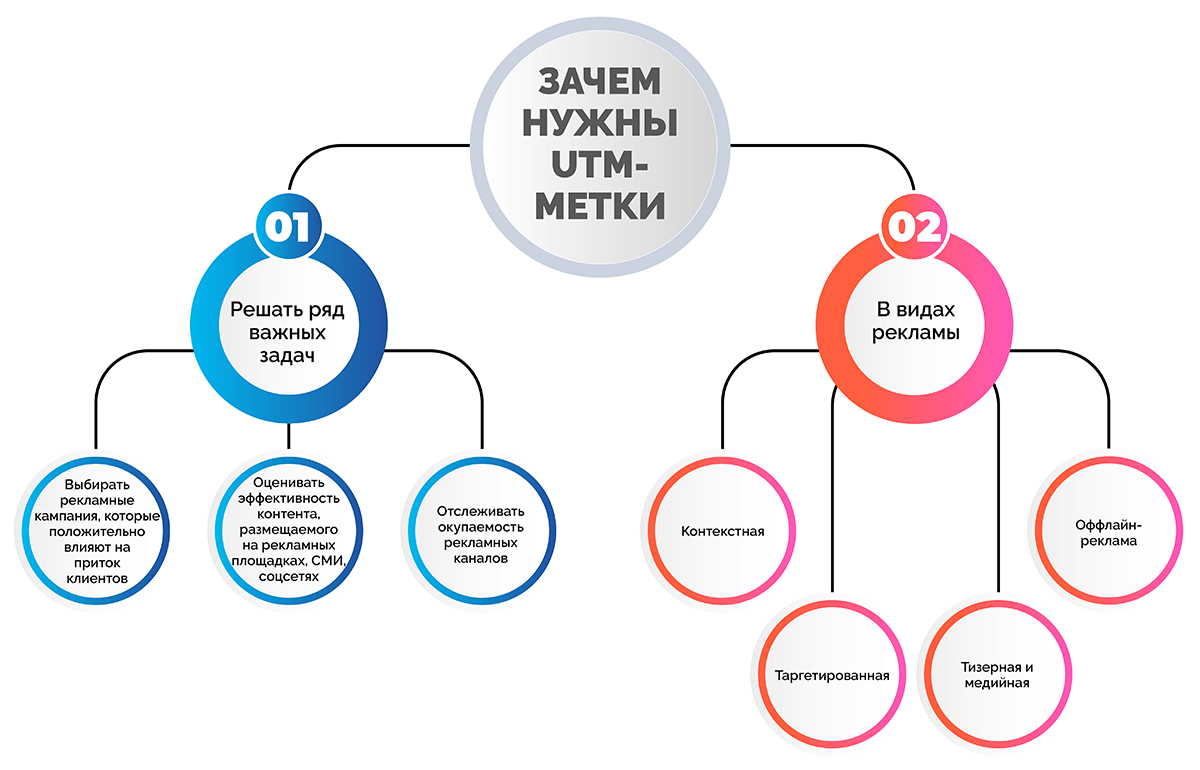 ЗАЧЕМ
НУЖНЫ
UTM-
МЕТКИ
01
Решать ряд
важных
задач
Выбирать
рекламные
кампания, которые
положительно
влияют на
приток
клиентов
Оценивать
эффективность
контента,
размещаемого
на рекламных
площадках, СМИ,
соцсетях
Отслеживать
окупаемость
рекламных
каналов
02
В видах
рекламы
Контекстная
Таргетированная
Тизерная и
медийная
Оффлайн-
реклама